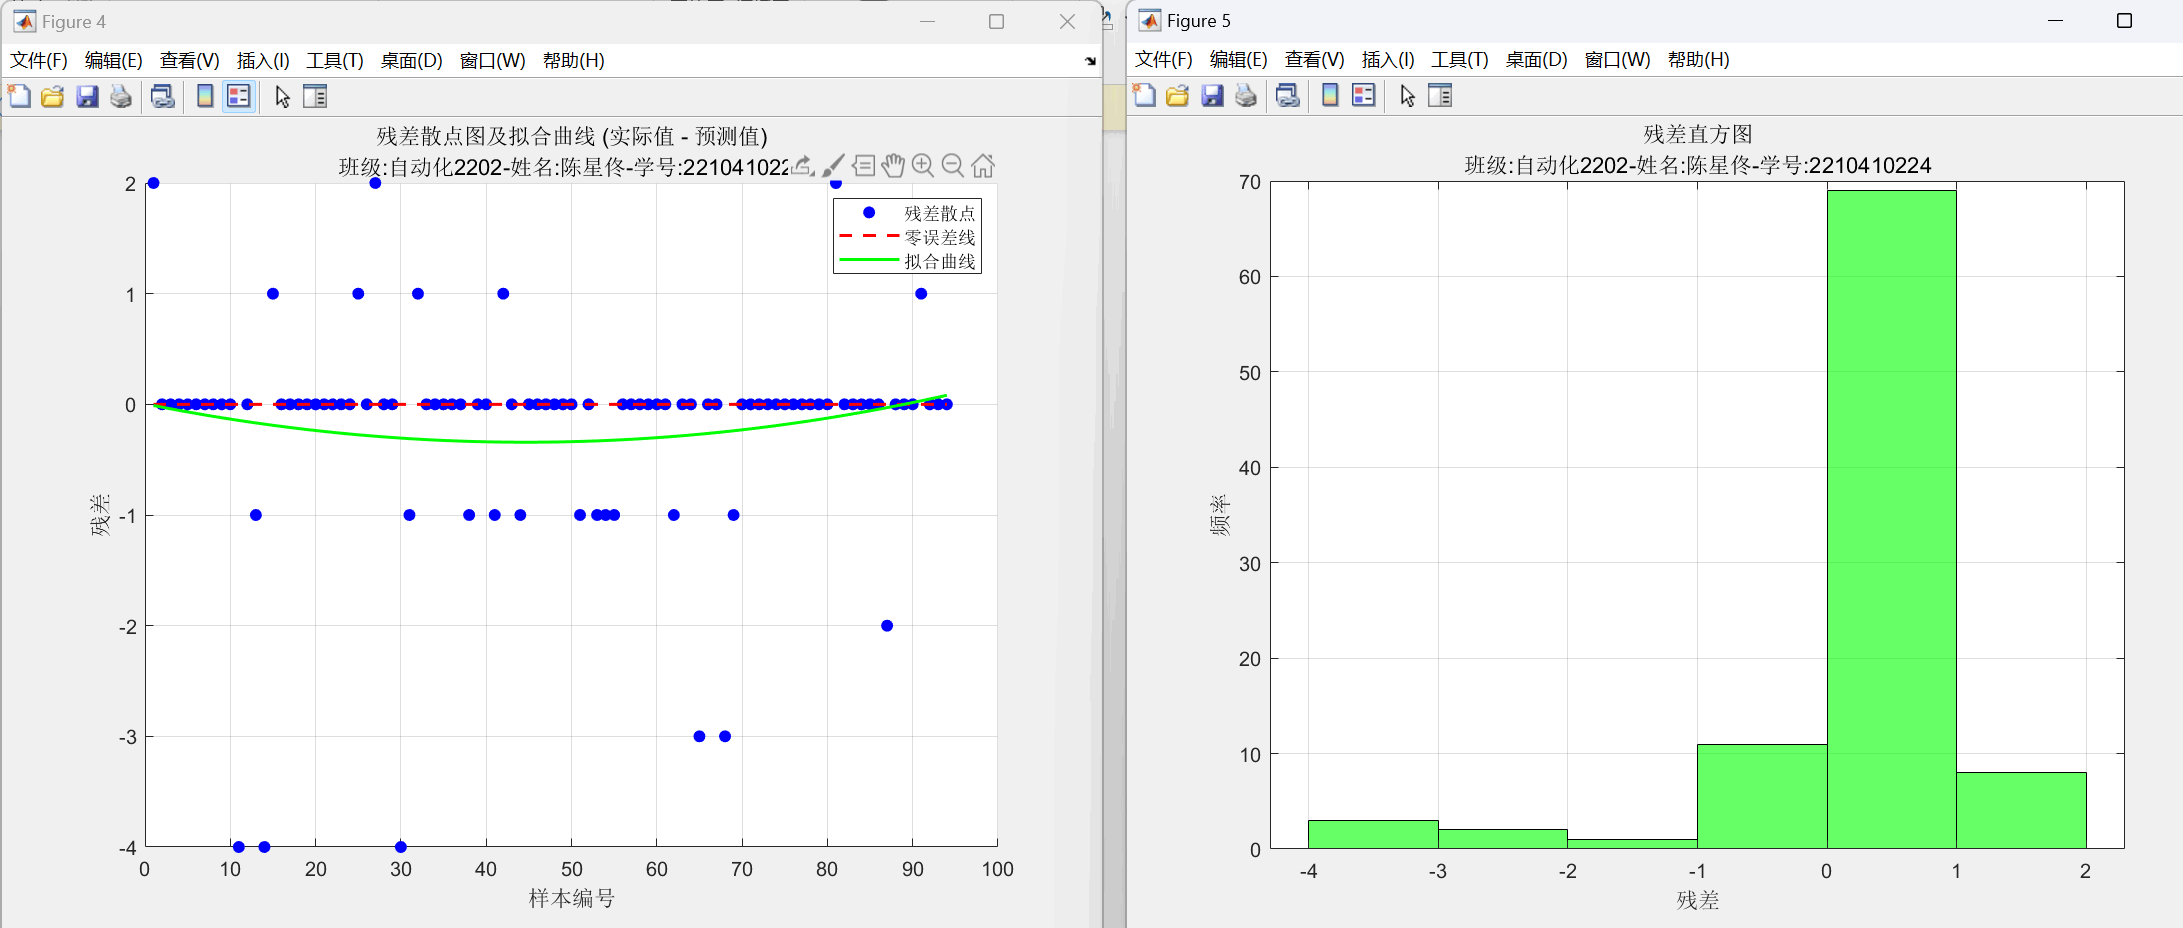 Figure 4
文件(F) 编辑(E) 查看(V) 插入(I) 工具(T) 桌面(D) 窗口(W) 帮助(H)
残差散点图及拟合曲线 (实际值 - 预测值)
班级:自动化2202-姓名:陈星佟-学号:221041022
残差散点
零误差线
拟合曲线
2
1
0
-1
-2
-3
-4
残差
0 10 20 30 40 50 60 70 80 90 100
样本编号
Figure 5
文件(F) 编辑(E) 查看(V) 插入(I) 工具(T) 桌面(D) 窗口(W) 帮助(H)
残差直方图
班级:自动化2202-姓名:陈星佟-学号:2210410224
70
60
50
40
30
20
10
0
频率
-4 -3 -2 -1 0 1 2
残差